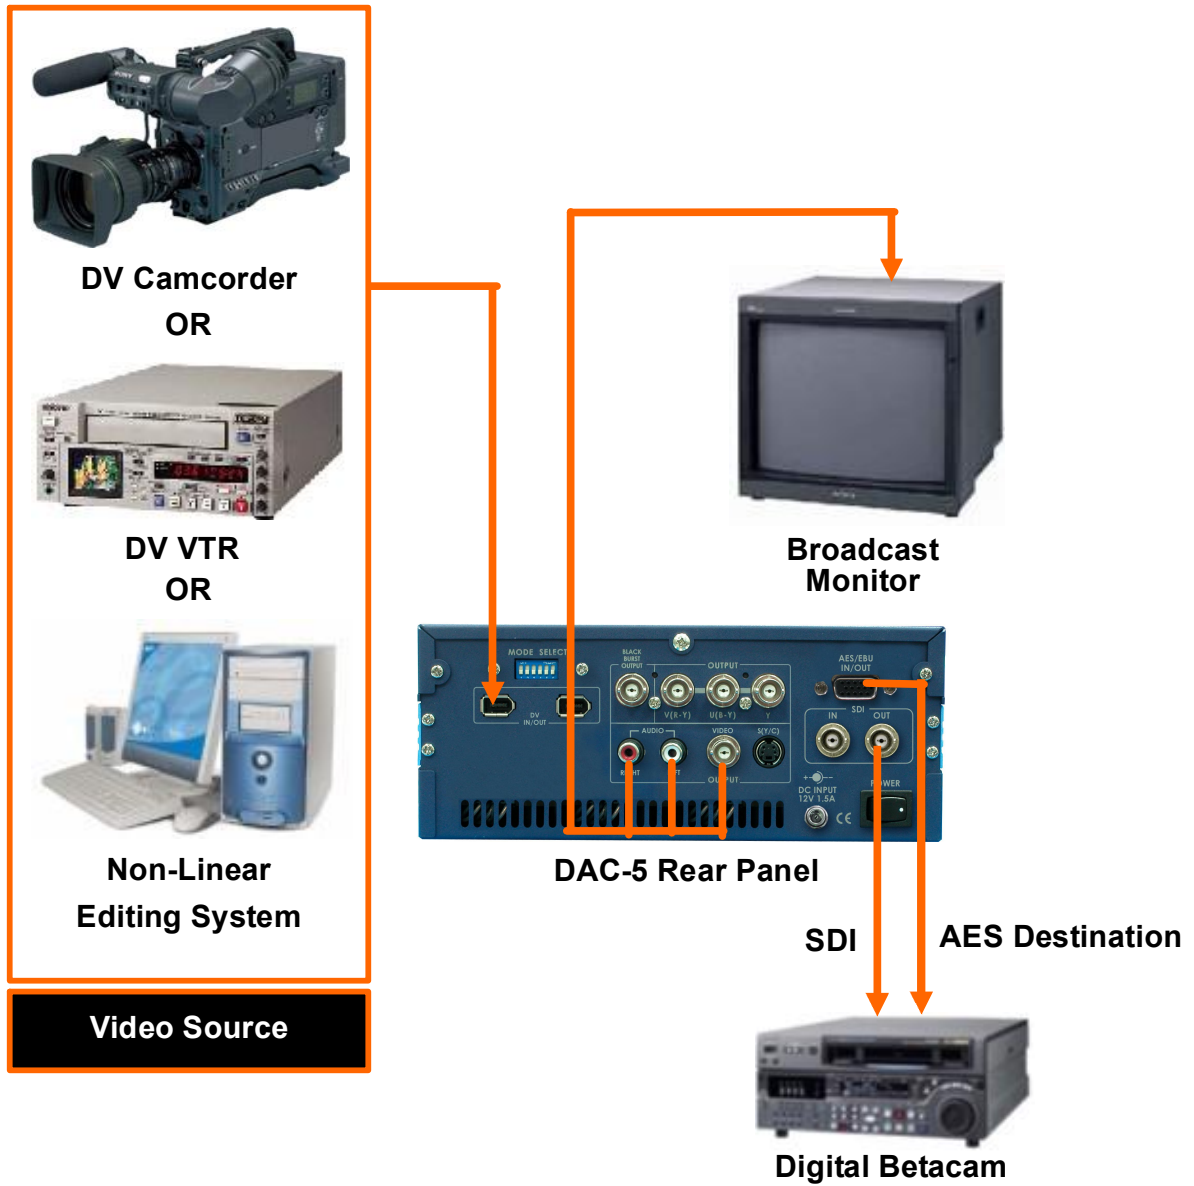 SONY
DV Camcorder
OR
DV VTR
OR
Non-Linear
Editing System
Video Source
Broadcast
Monitor
MODE SELECT
BLACK
BURST
OUTPUT
OUTPUT
V(R-Y)
U(B-Y)
Y
DV
IN/OUT
AUDIO
VIDEO
S(Y/C)
OUTPUT
AES/EBU
IN/OUT
SDI
IN
OUT
DC INPUT
12V 1.5A
CE
DAC-5 Rear Panel
SDI
AES Destination
Digital Betacam